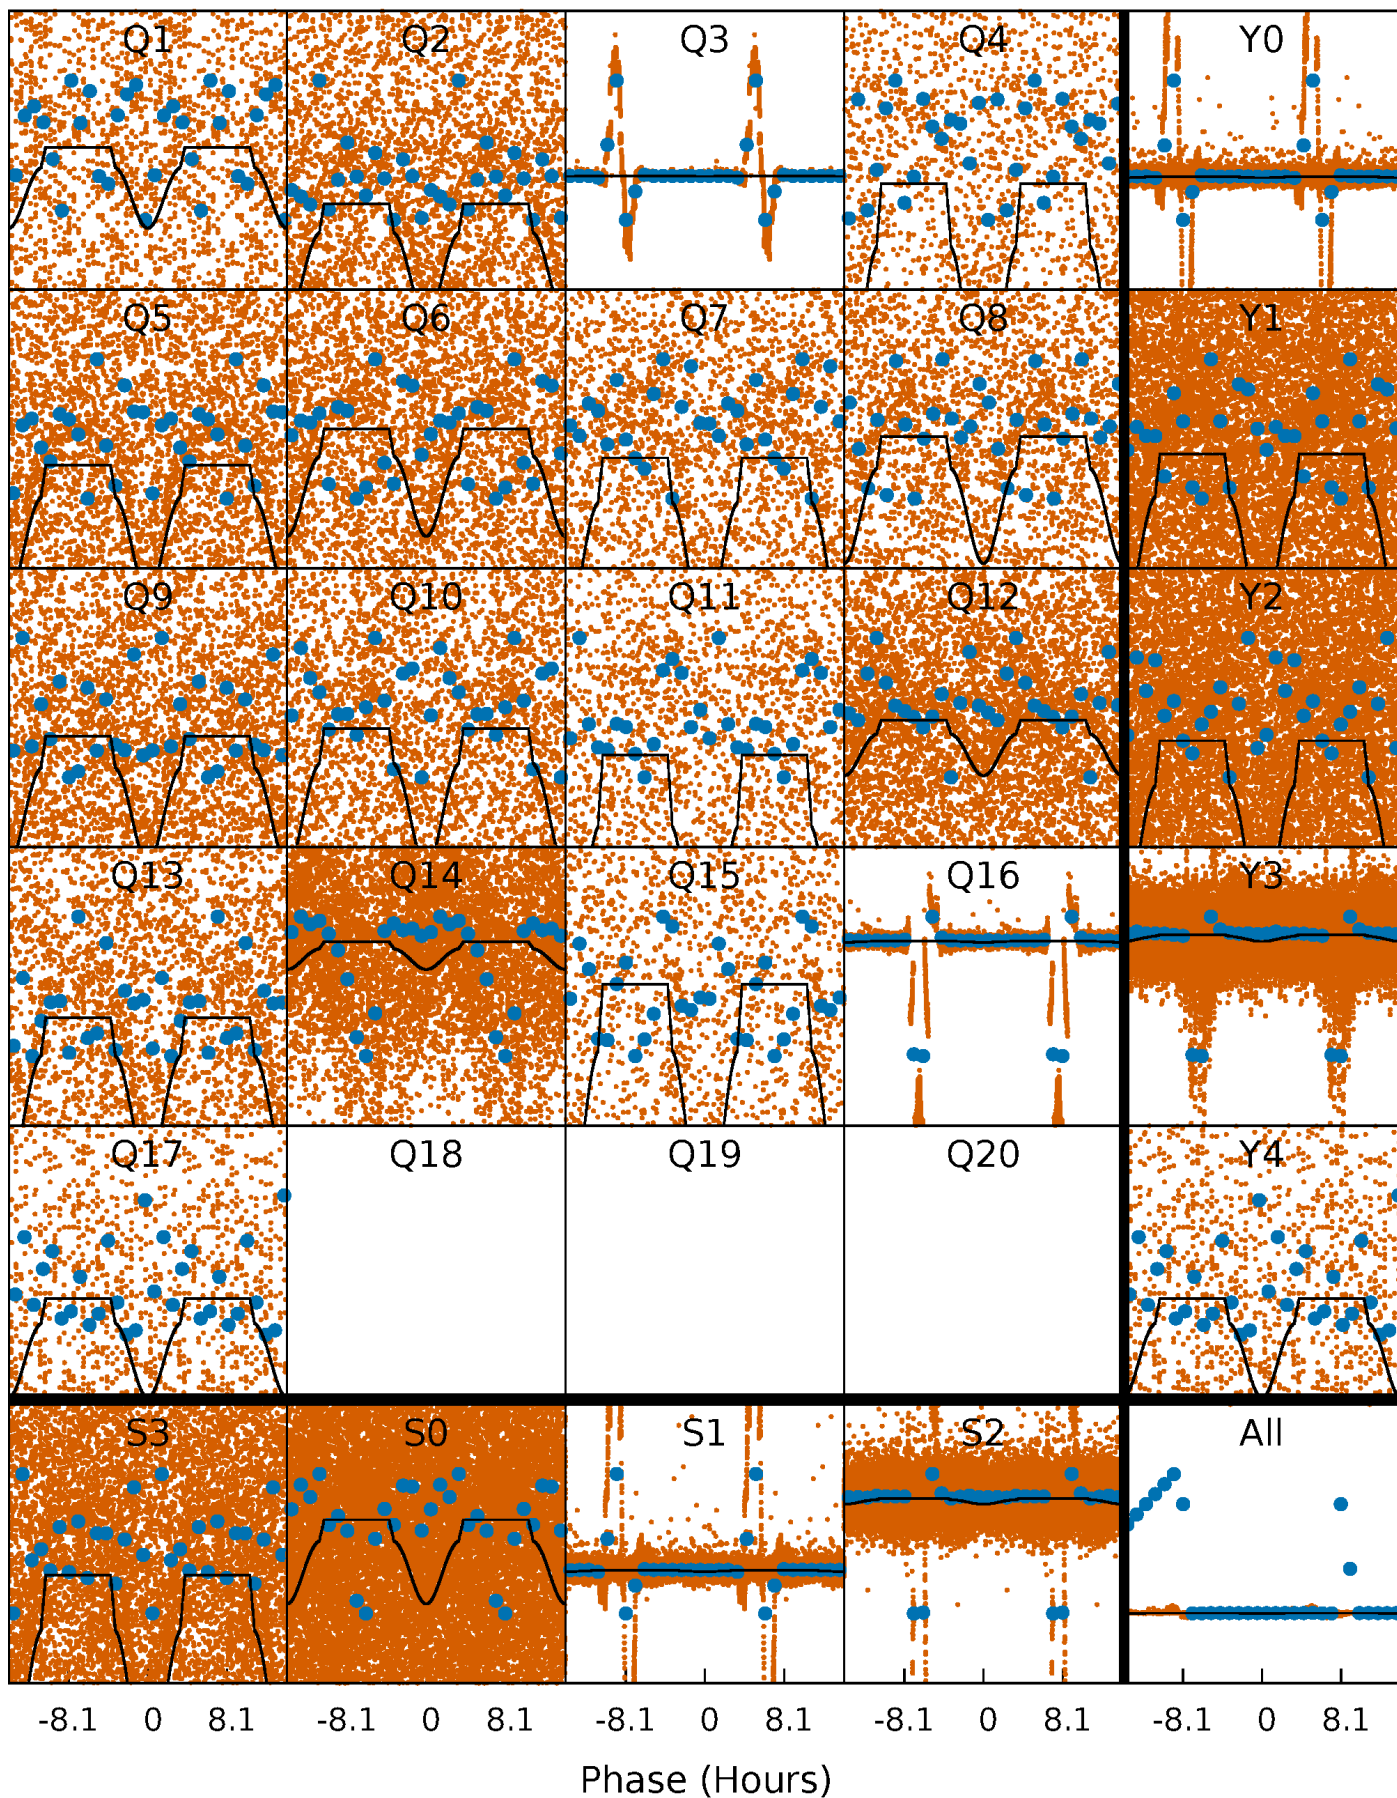 Q1 Q2 Q3 Q4 Y0
Q5 Q6 Q7 Q8 Y1
Q9 Q10 Q11 Q12 Y2
Q13 Q14 Q15 Q16 Y3
Q17 Q18 Q19 Q20 Y4
S3 S0 S1 S2 All
-8.1 0 8.1 -8.1 0 8.1 -8.1 0 8.1 -8.1 0 8.1 -8.1 0 8.1
Phase (Hours)